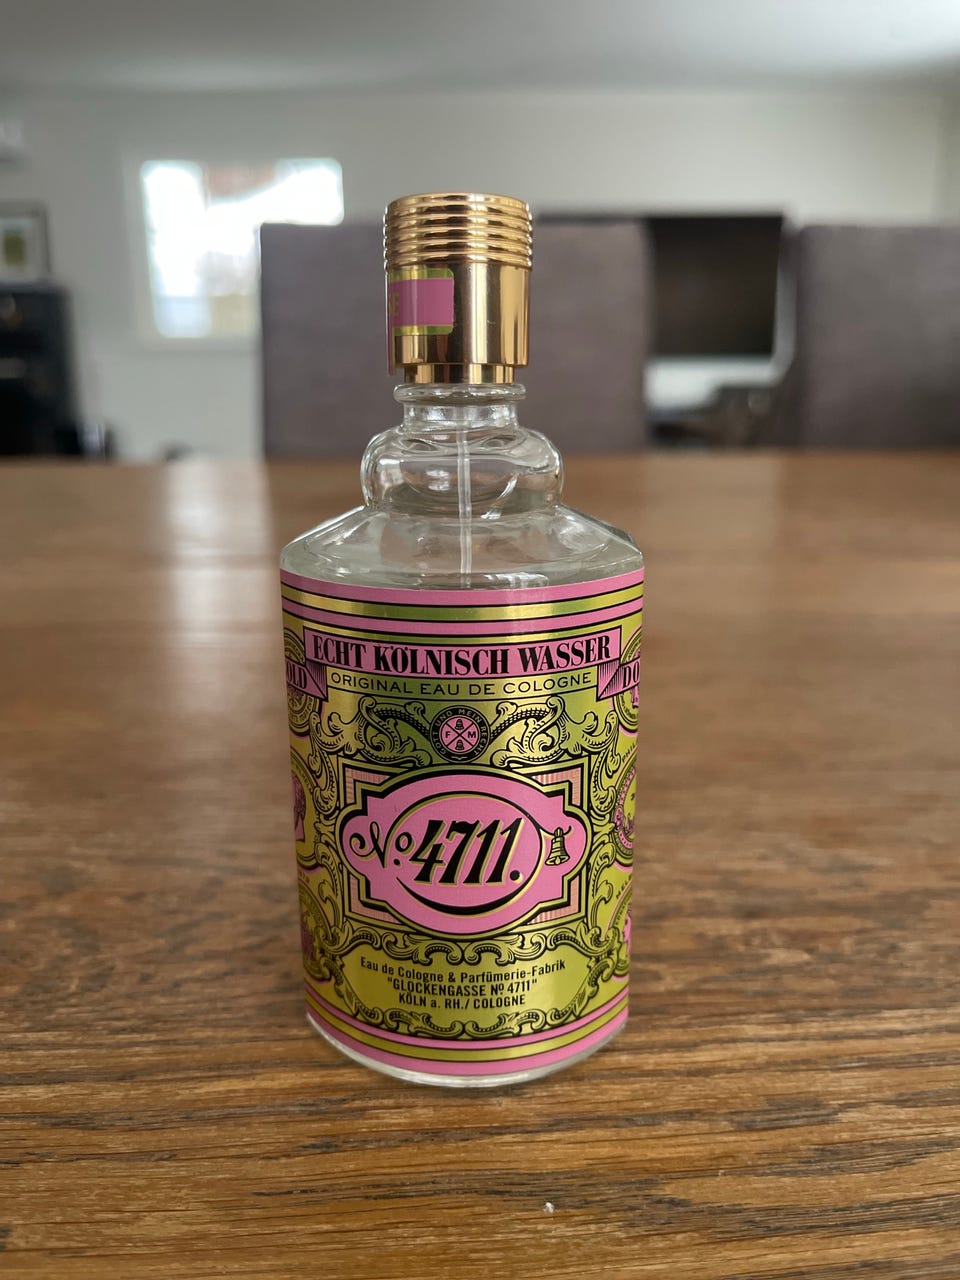 ECHT KÖLNISCH WASSER
ORIGINAL EAU DE COLOGNE
F M
No. 4711.
Eau de Cologne & Parfümerie-Fabrik
"GLOCKENGASSE No 4711"
KÖLN a. RH./ COLOGNE